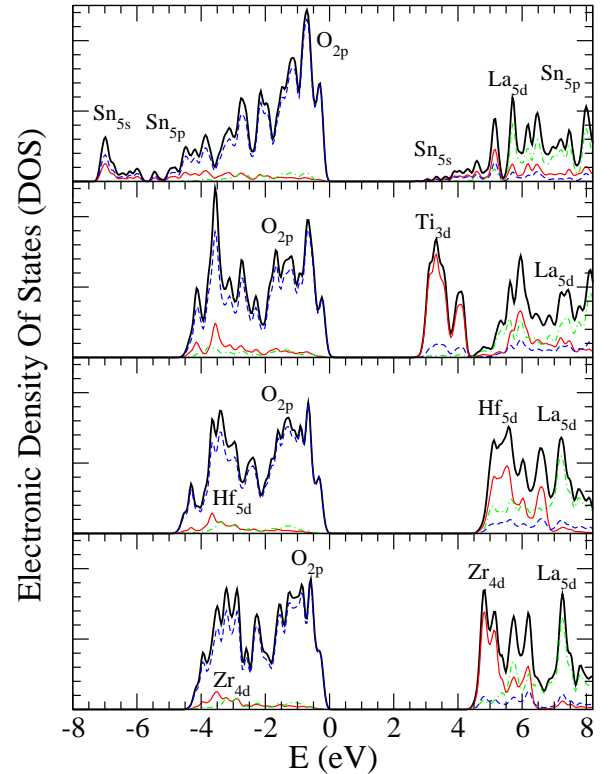 O2p
La5d
Sn5p
Sn5s
Sn5p
Sn5s
O2p
Ti3d
La5d
O2p
Hf5d
La5d
Hf5d
O2p
Zr4d
La5d
Zr4d
-8 -6 -4 -2 0 2 4 6 8
E (eV)
Electronic Density Of States (DOS)